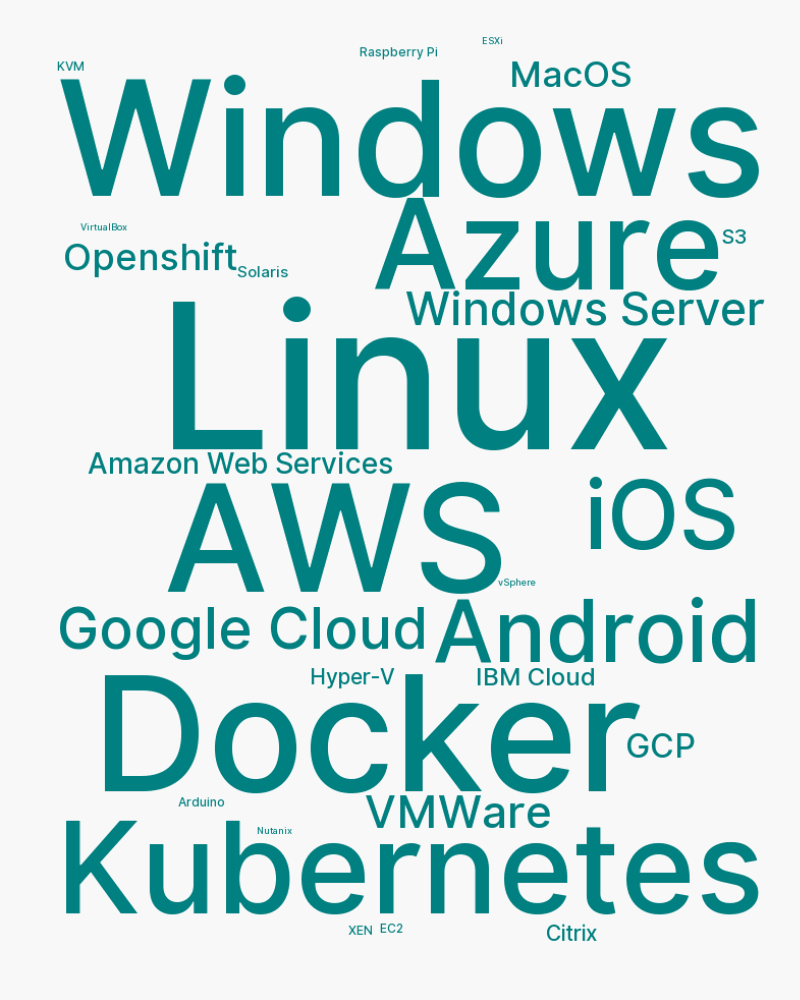 ESXi
Raspberry Pi
KVM
MacOS
Windows
VirtualBox
Azure
S3
Openshift
Solaris
Windows Server
Linux
Amazon Web Services
iOS
AWS
vSphere
Google Cloud
Android
Hyper-V
IBM Cloud
Docker
GCP
Arduino
VMWare
Nutanix
Kubernetes
XEN
EC2
Citrix